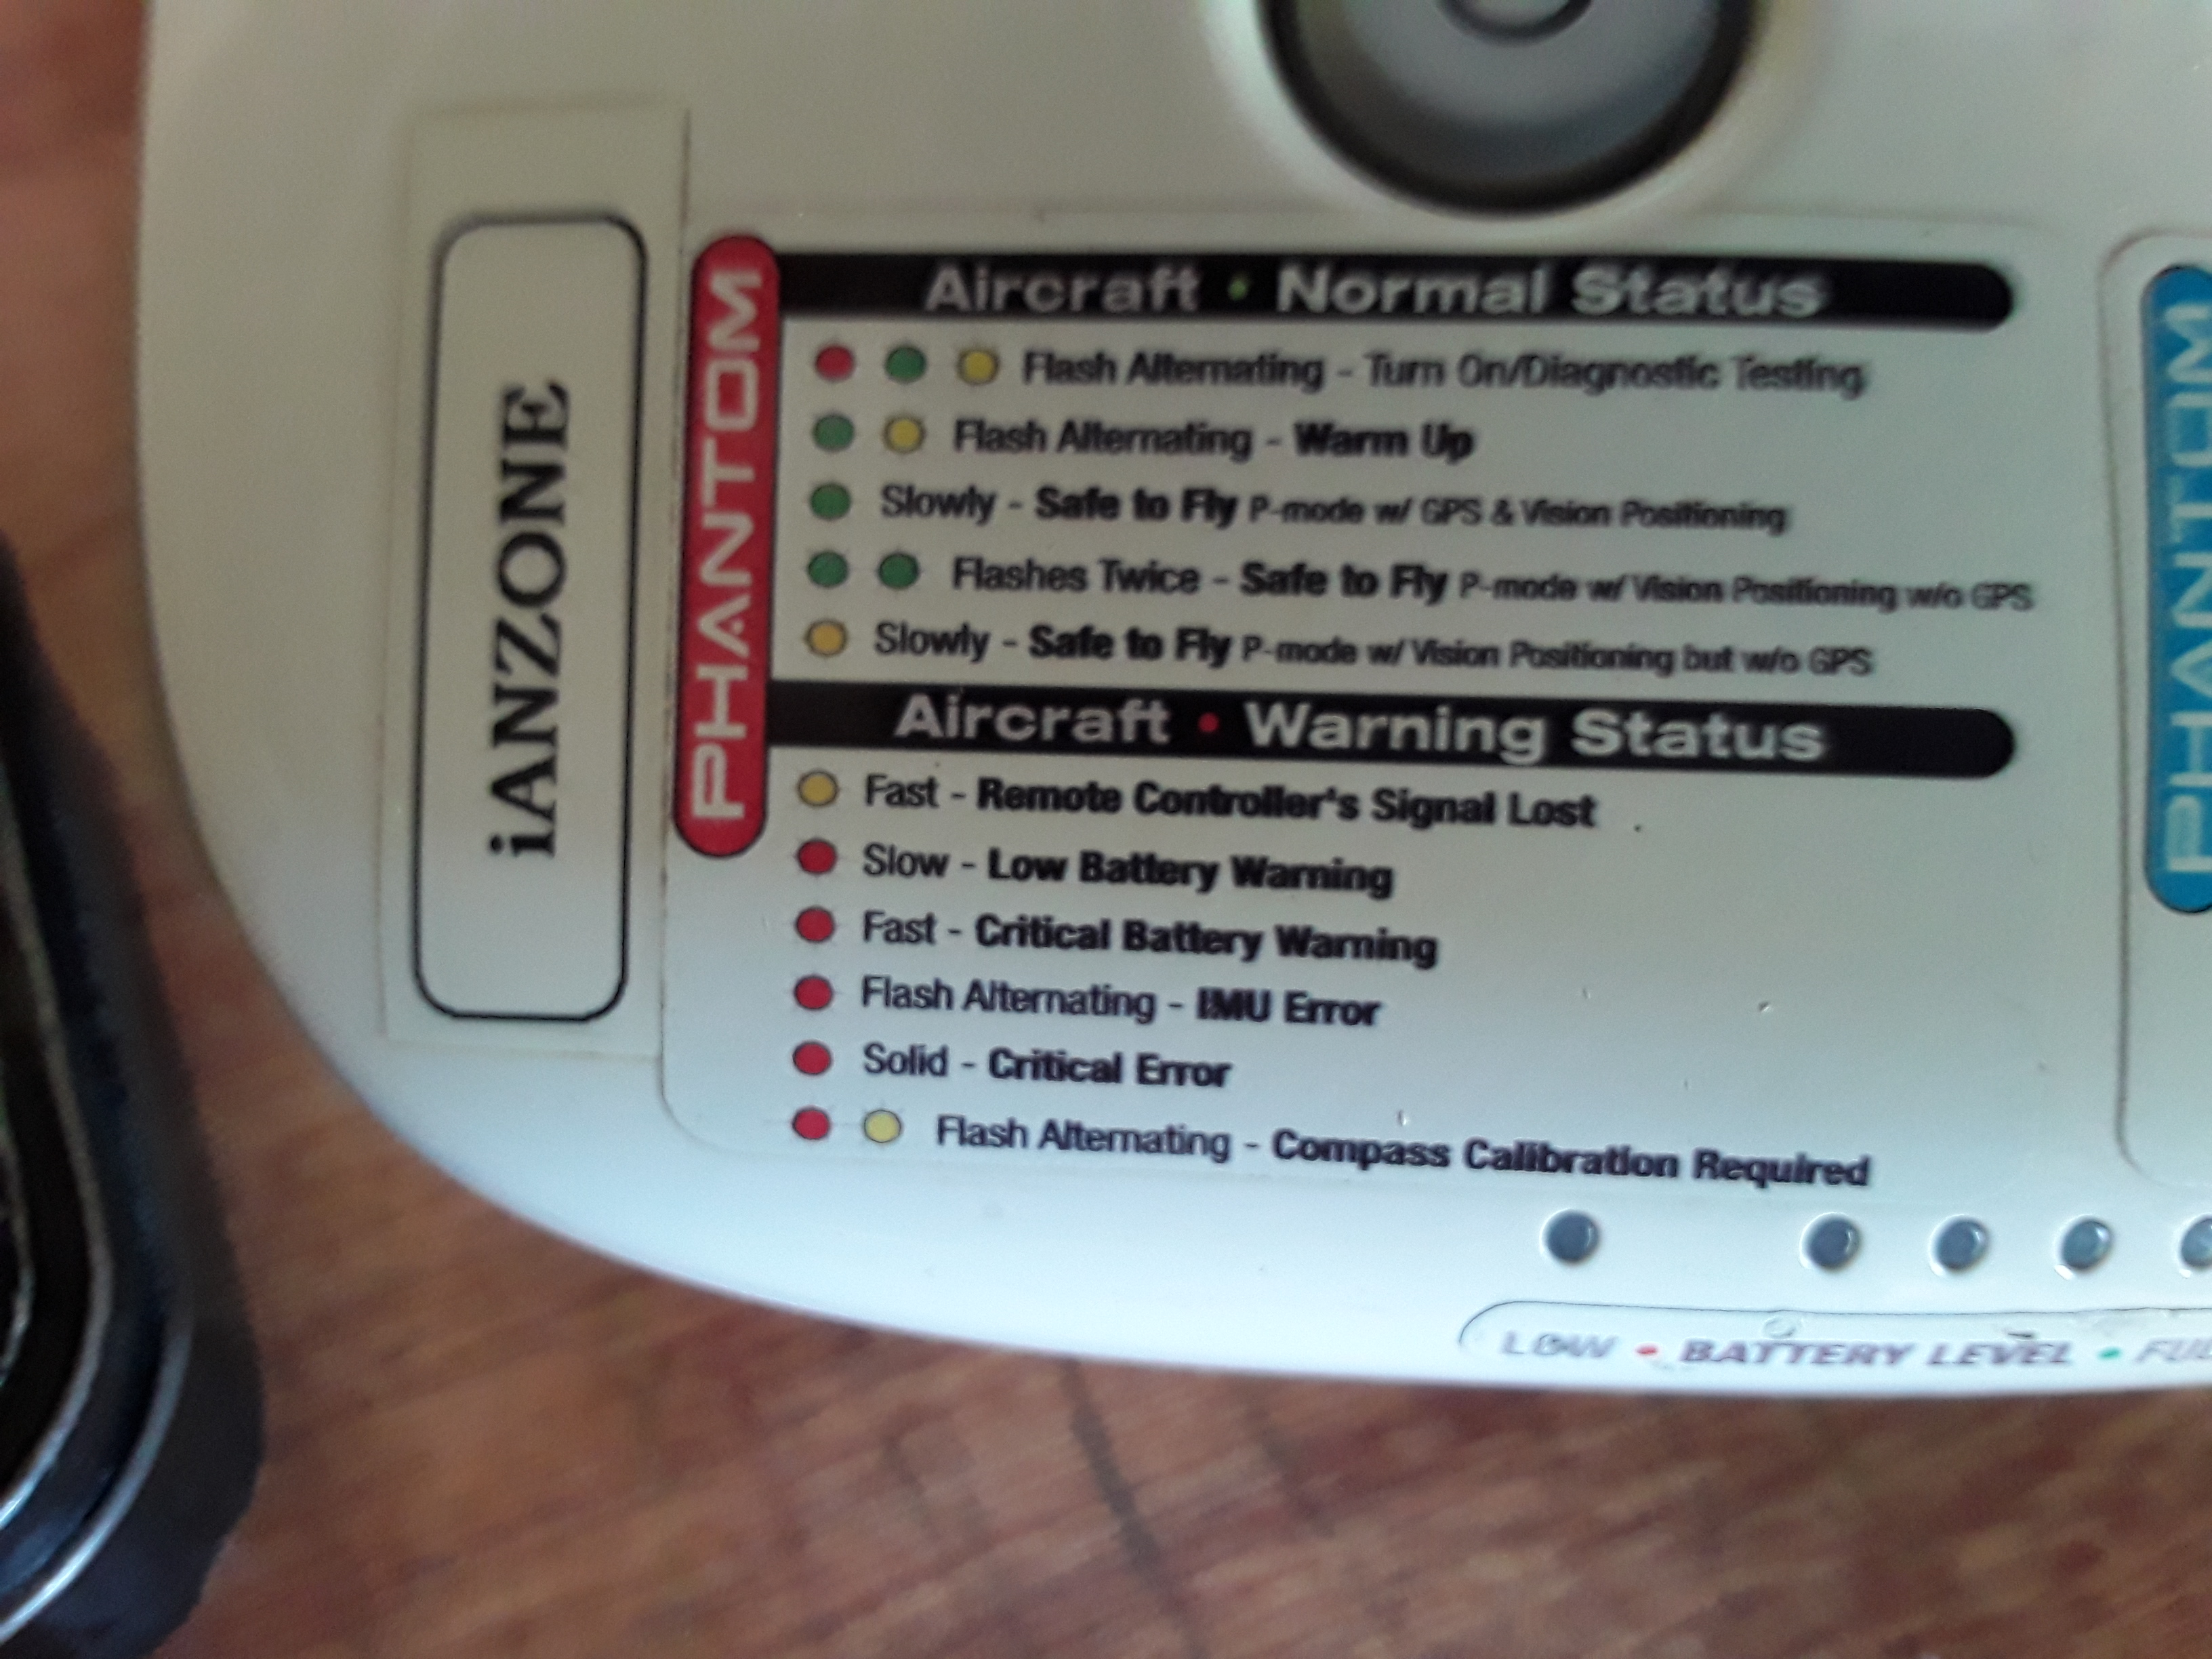 iANZONE
PHANTOM
Aircraft • Normal Status
Flash Alternating - Turn On/Diagnostic Testing
Flash Alternating - Warm Up
Slowly - Safe to Fly P-mode w/ GPS & Vision Positioning
Flashes Twice - Safe to Fly P-mode w/ Vision Positioning w/o GPS
Slowly - Safe to Fly P-mode w/ Vision Positioning but w/o GPS
Aircraft • Warning Status
Fast - Remote Controller's Signal Lost
Slow - Low Battery Warning
Fast - Critical Battery Warning
Flash Alternating - IMU Error
Solid - Critical Error
Flash Alternating - Compass Calibration Required
PHANTOM
LOW • BATTERY LEVEL •